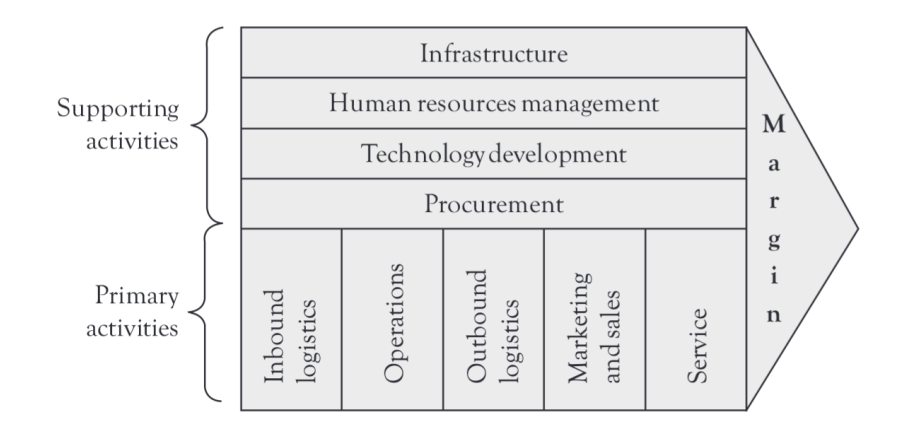 Infrastructure
Human resources management
Technology development
Procurement
Supporting
activities
Primary
activities
Inbound
logistics
Operations
Outbound
logistics
Marketing
and sales
Service
Margin